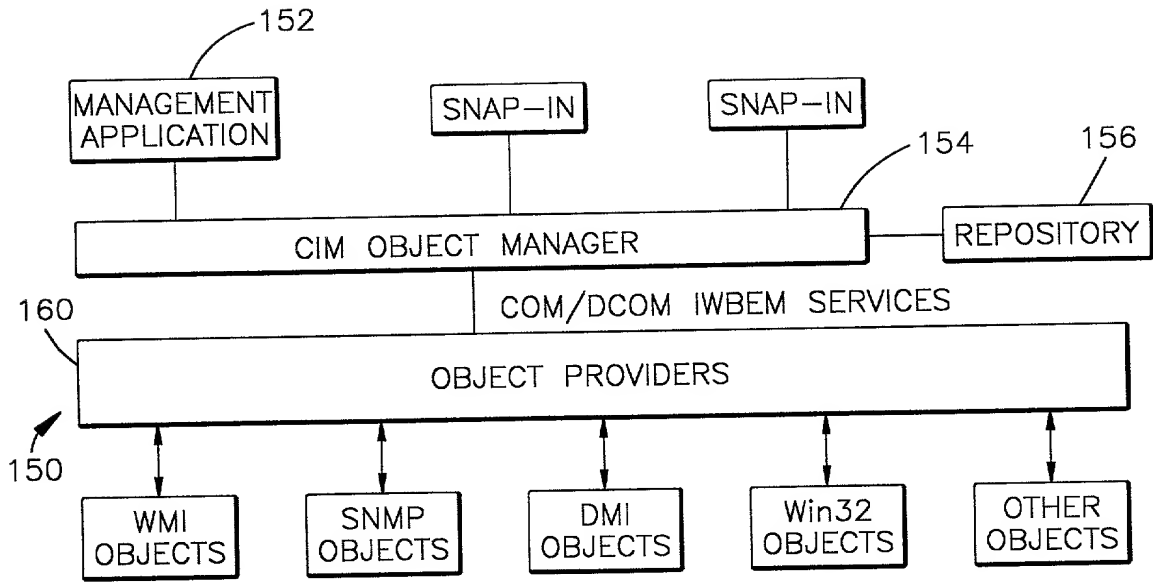 152
MANAGEMENT
APPLICATION
SNAP-IN
SNAP-IN
154
156
CIM OBJECT MANAGER
REPOSITORY
COM/DCOM IWBEM SERVICES
160
OBJECT PROVIDERS
150
WMI
OBJECTS
SNMP
OBJECTS
DMI
OBJECTS
Win32
OBJECTS
OTHER
OBJECTS